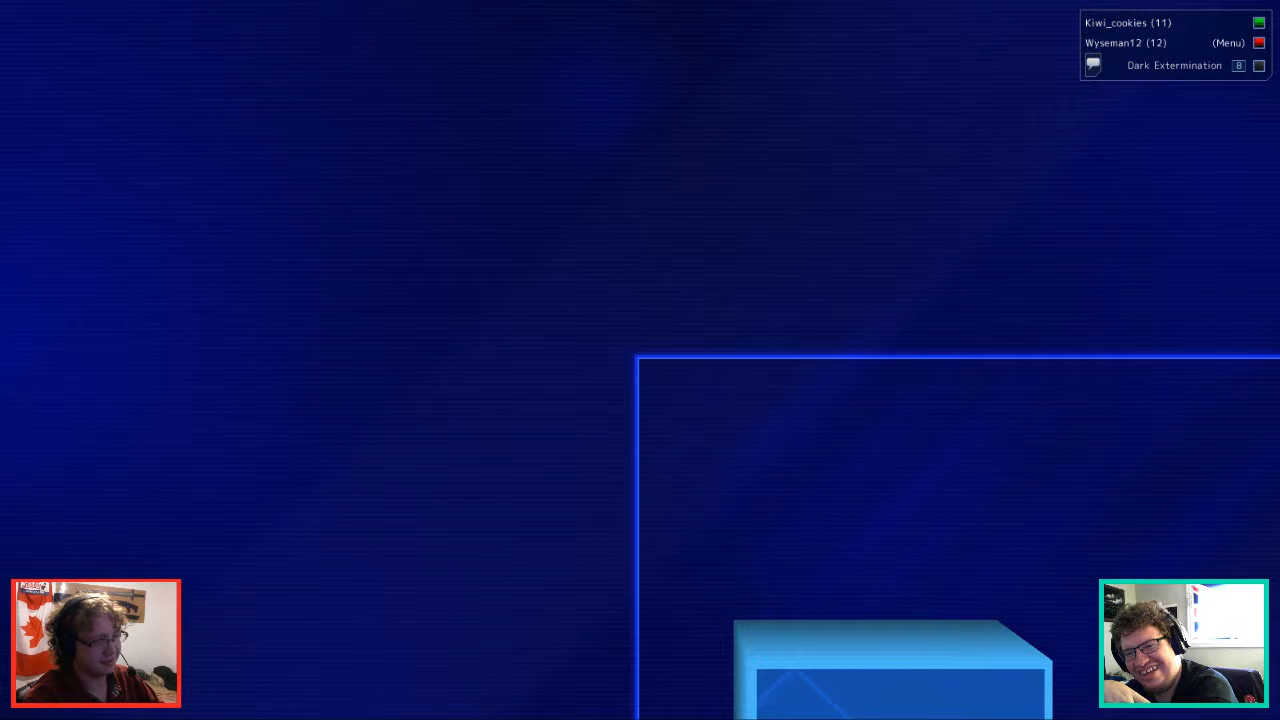 Kiwi_cookies (11)
Wyseman12 (12) (Menu)
Dark Extermination 8